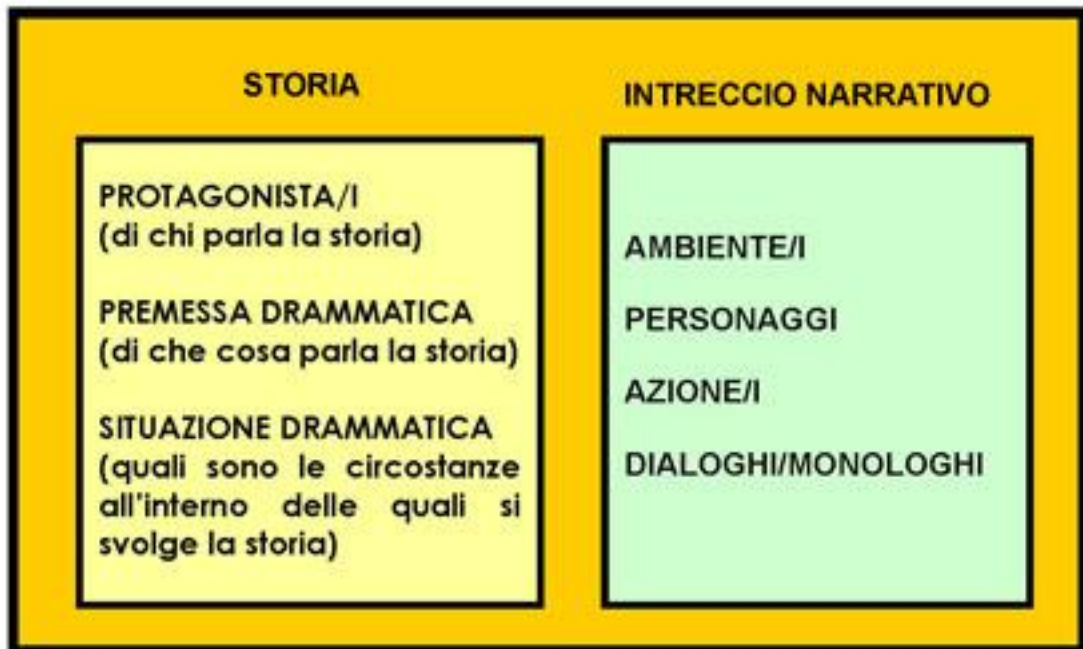 STORIA
PROTAGONISTA/I
(di chi parla la storia)
PREMESSA DRAMMATICA
(di che cosa parla la storia)
SITUAZIONE DRAMMATICA
(quali sono le circostanze
all'interno delle quali si
svolge la storia)
INTRECCIO NARRATIVO
AMBIENTE/I
PERSONAGGI
AZIONE/I
DIALOGHI/MONOLOGHI